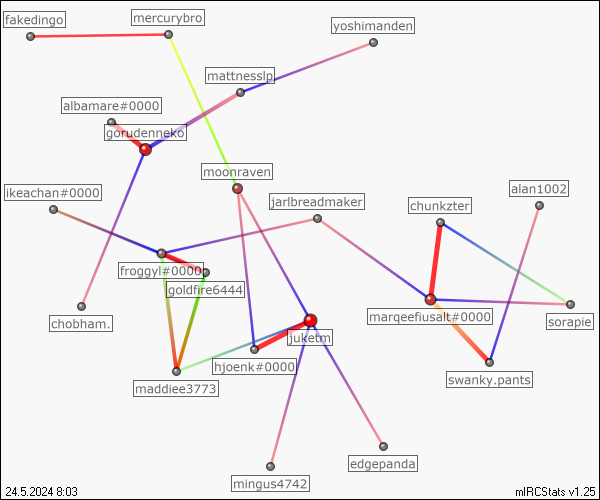 fakedingo
mercurybro
yoshimanden
mattnesslp
albamare#0000
gorudenneko
moonraven
ikeachan#0000
jarlbreadmaker
chunkzter
alan1002
froggyl#0000
goldfire6444
chobham.
marqeefiusalt#0000
sorapie
juketm
hjoenk#0000
maddiee3773
swanky.pants
edgepanda
mingus4742
24.5.2024 8:03
mIRCStats v1.25